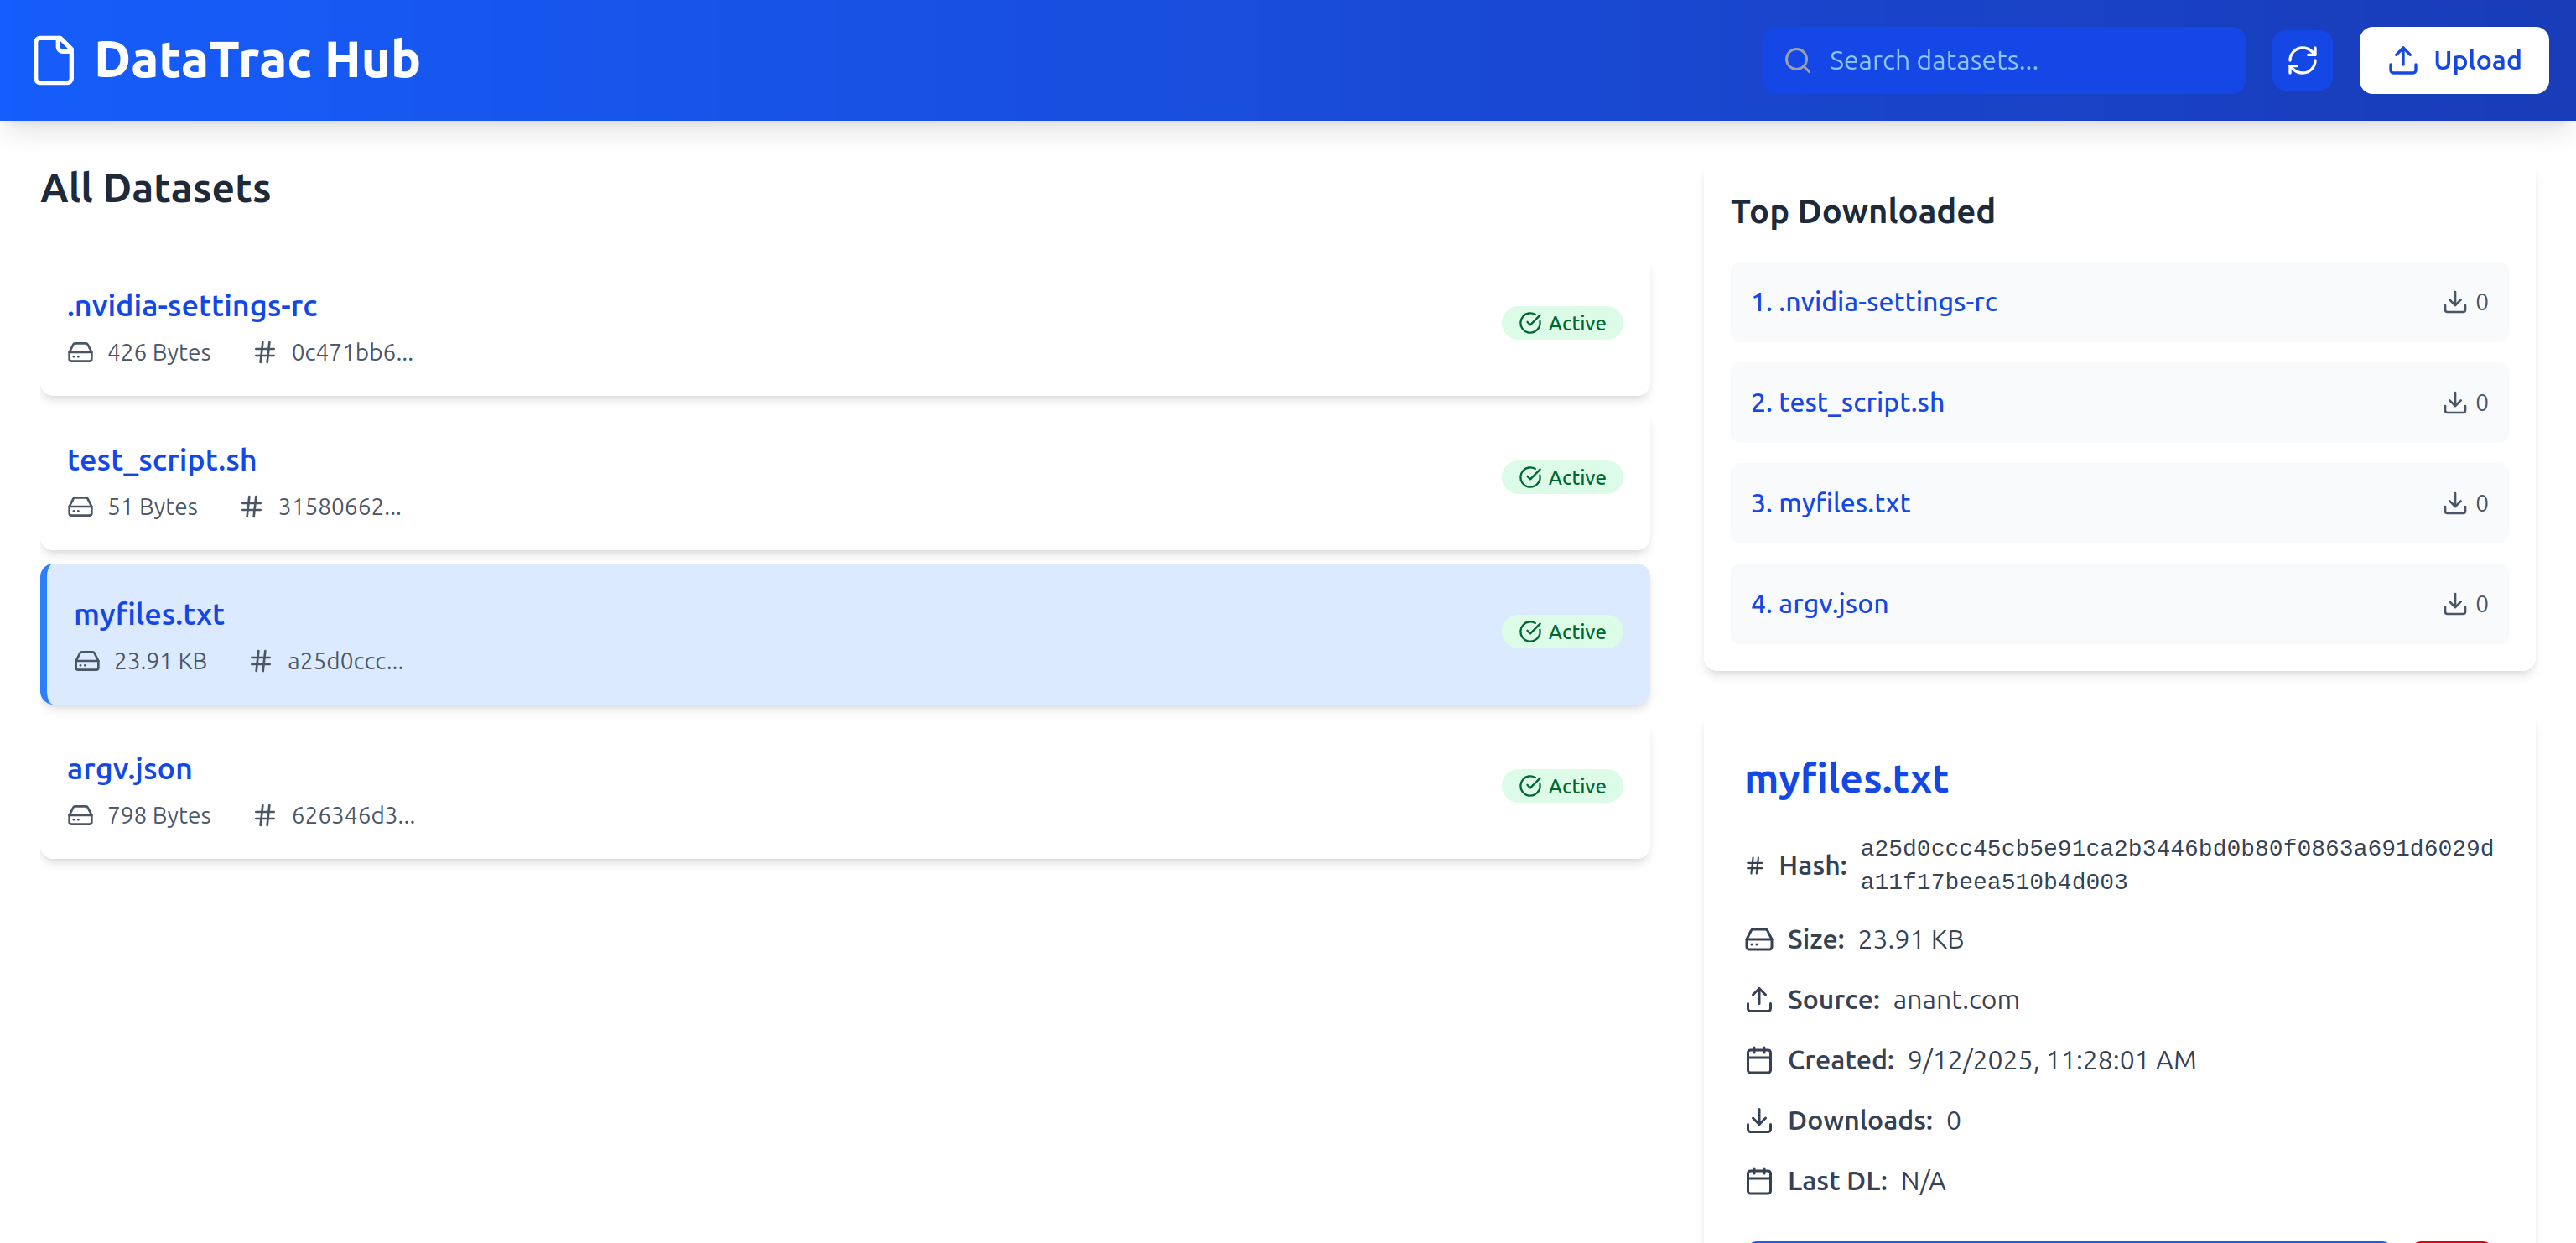 DataTrac Hub
Search datasets...
Upload
All Datasets
.nvidia-settings-rc
426 Bytes # 0c471bb6...
Active
test_script.sh
51 Bytes # 31580662...
Active
myfiles.txt
23.91 KB # a25d0ccc...
Active
argv.json
798 Bytes # 626346d3...
Active
Top Downloaded
1. .nvidia-settings-rc 0
2. test_script.sh 0
3. myfiles.txt 0
4. argv.json 0
myfiles.txt
# Hash: a25d0ccc45cb5e91ca2b3446bd0b80f0863a691d6029d
a11f17beea510b4d003
Size: 23.91 KB
Source: anant.com
Created: 9/12/2025, 11:28:01 AM
Downloads: 0
Last DL: N/A